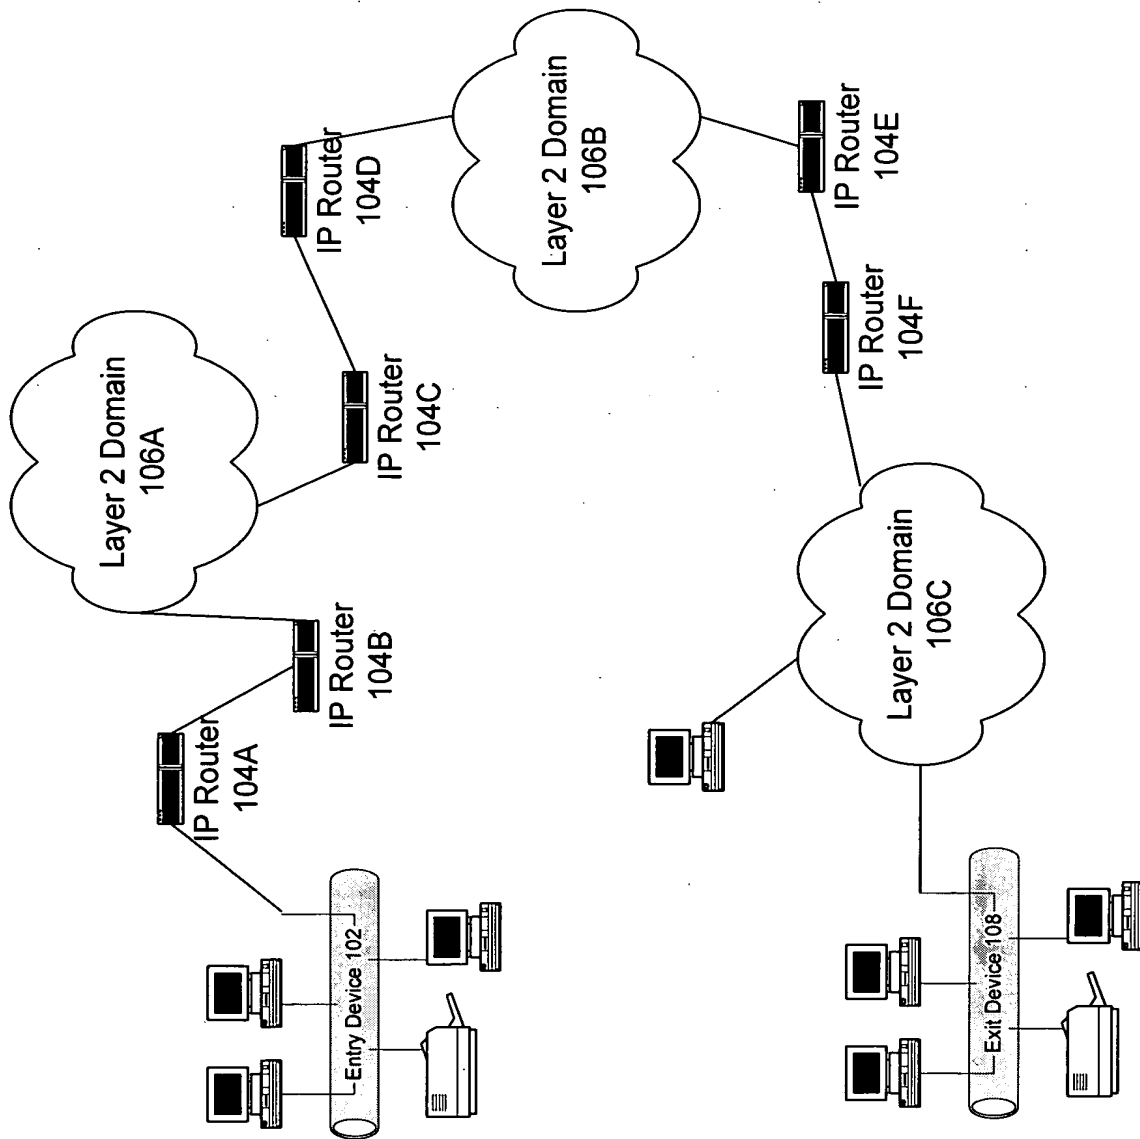 Layer 2 Domain
106A
IP Router
104D
Layer 2 Domain
106B
IP Router
104E
IP Router
104C
IP Router
104F
IP Router
104B
IP Router
104A
Layer 2 Domain
106C
Entry Device 102
Exit Device 108